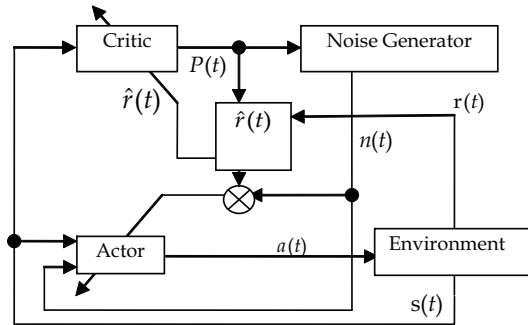 Critic
P(t)
Noise Generator
r̂(t)
r̂(t)
r(t)
n(t)
Actor
a(t)
Environment
s(t)